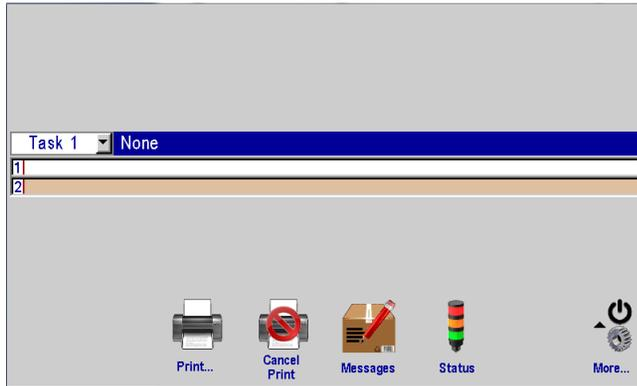 Task 1 None
1
2
Print...
Cancel
Print
Messages
Status
More...